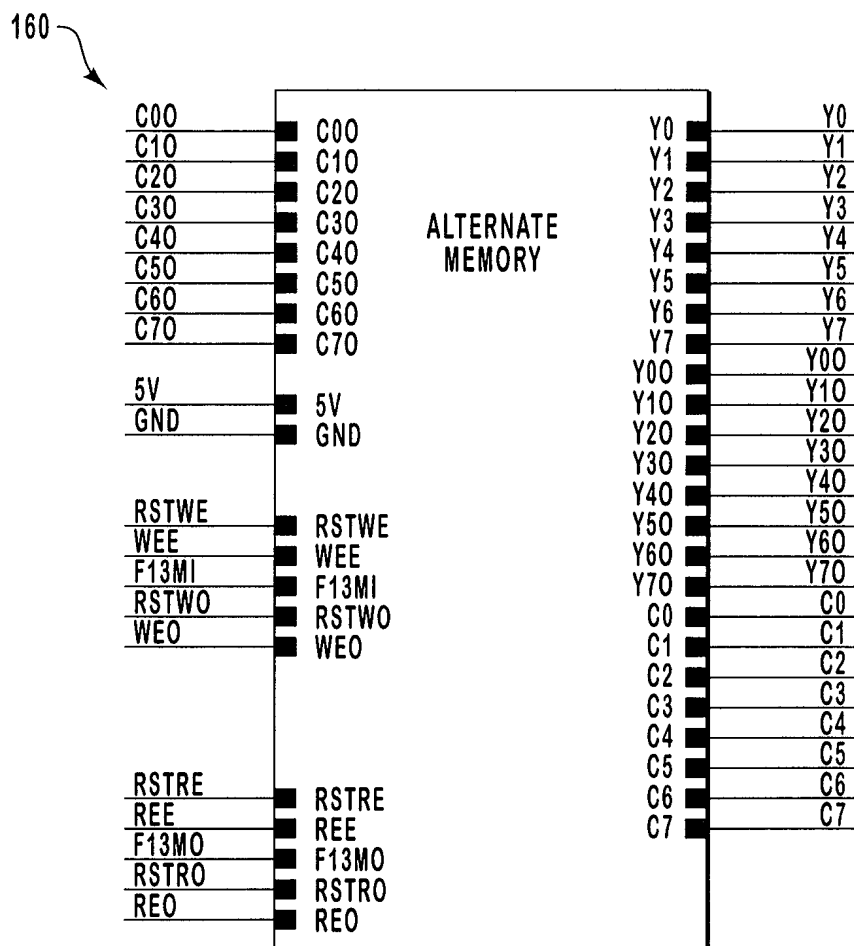 160
C0O C0O Y0 Y0
C1O C1O Y1 Y1
C2O C2O Y2 Y2
C3O C3O Y3 Y3
ALTERNATE
MEMORY
C4O C4O Y4 Y4
C5O C5O Y5 Y5
C6O C6O Y6 Y6
C7O C7O Y7 Y7
Y0O Y0O
5V 5V Y1O Y1O
GND GND Y2O Y2O
Y3O Y3O
Y4O Y4O
RSTWE RSTWE Y5O Y5O
WEE WEE Y6O Y6O
F13MI F13MI Y7O Y7O
RSTWO RSTWO C0 C0
WEO WEO C1 C1
C2 C2
C3 C3
C4 C4
C5 C5
RSTRE RSTRE C6 C6
REE REE C7 C7
F13MO F13MO
RSTRO RSTRO
REO REO